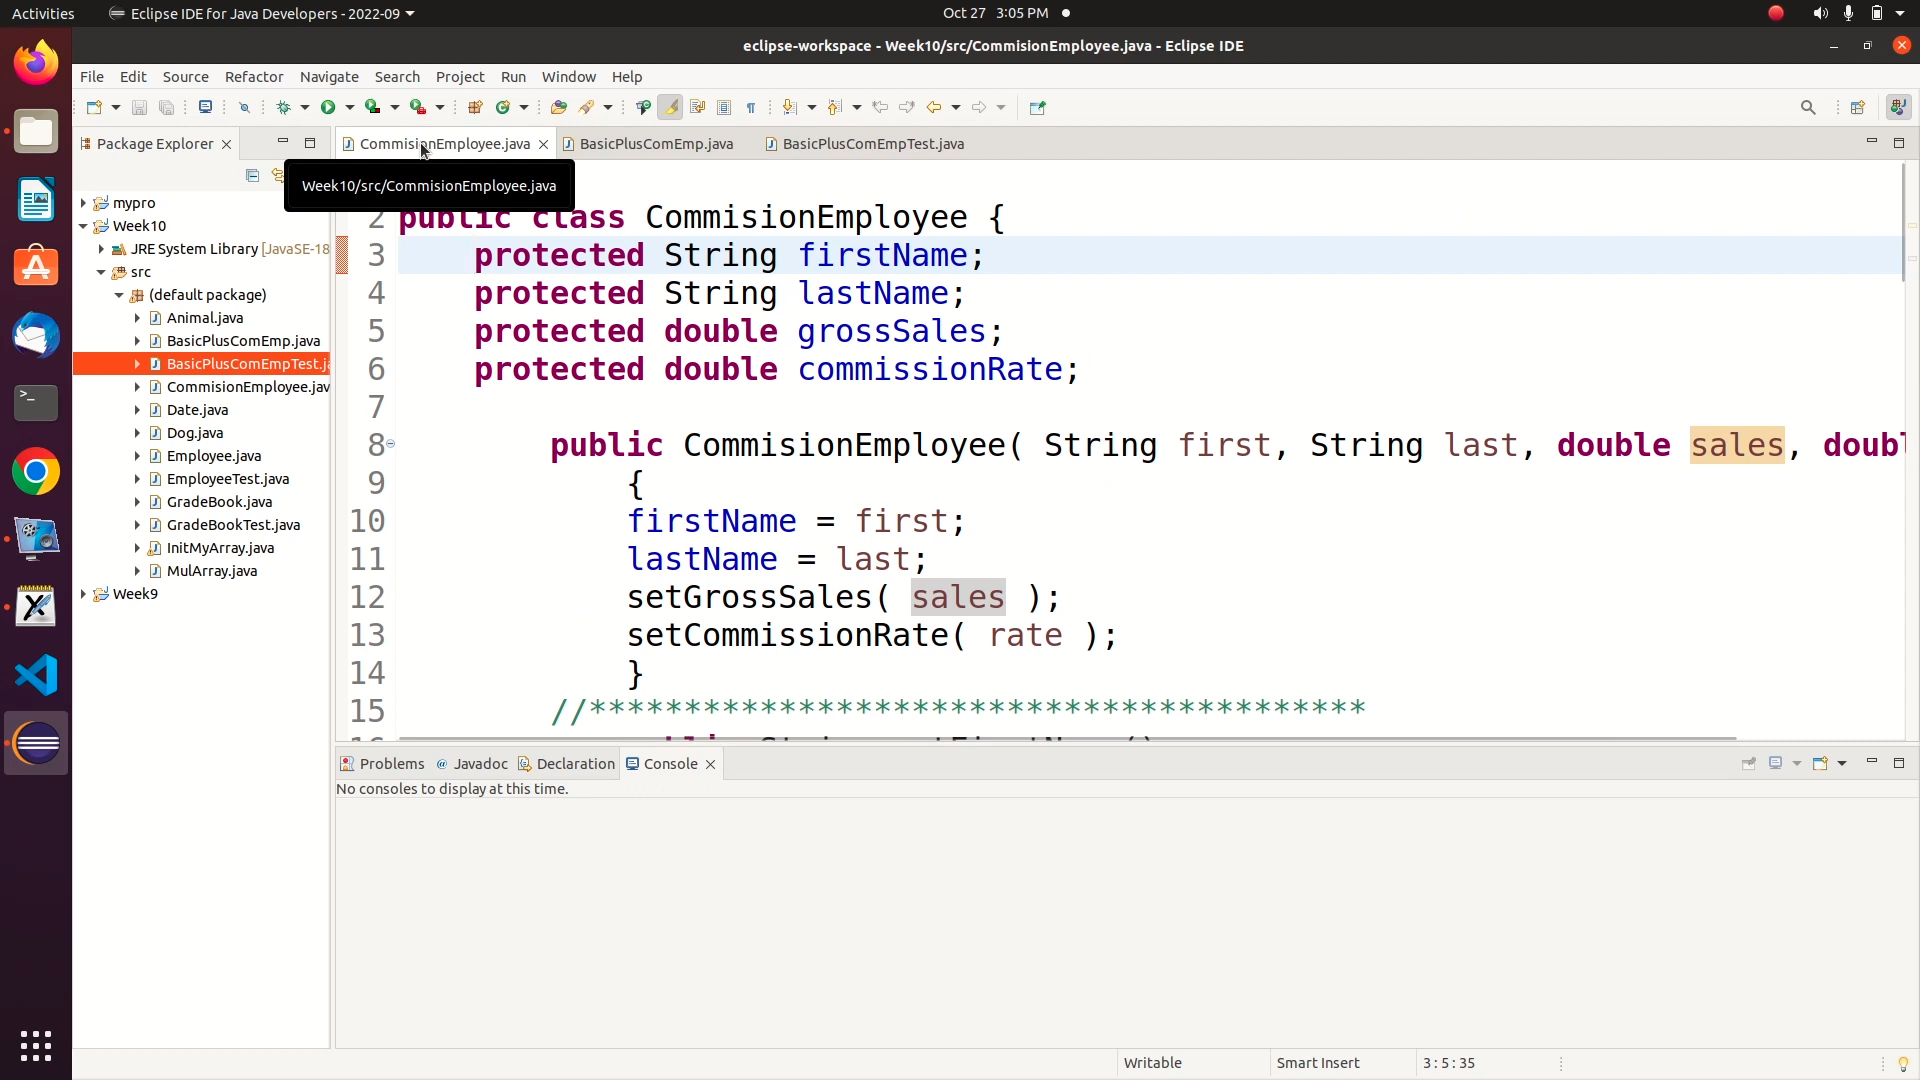 Activities
Eclipse IDE for Java Developers - 2022-09
Oct 27 3:05 PM
eclipse-workspace - Week10/src/CommisionEmployee.java - Eclipse IDE
File Edit Source Refactor Navigate Search Project Run Window Help
Package Explorer
CommisionEmployee.java
BasicPlusComEmp.java
BasicPlusComEmpTest.java
Week10/src/CommisionEmployee.java
mypro
Week10
JRE System Library [JavaSE-18
src
(default package)
Animal.java
BasicPlusComEmp.java
BasicPlusComEmpTest.ja
CommisionEmployee.jav
Date.java
Dog.java
Employee.java
EmployeeTest.java
GradeBook.java
GradeBookTest.java
InitMyArray.java
MulArray.java
Week9
2 public class CommisionEmployee {
3 protected String firstName;
4 protected String lastName;
5 protected double grossSales;
6 protected double commissionRate;
7
8 public CommisionEmployee( String first, String last, double sales, doubl
9 {
10 firstName = first;
11 lastName = last;
12 setGrossSales( sales );
13 setCommissionRate( rate );
14 }
15 //*****************************************
Problems
Javadoc
Declaration
Console
No consoles to display at this time.
Writable
Smart Insert
3 : 5 : 35